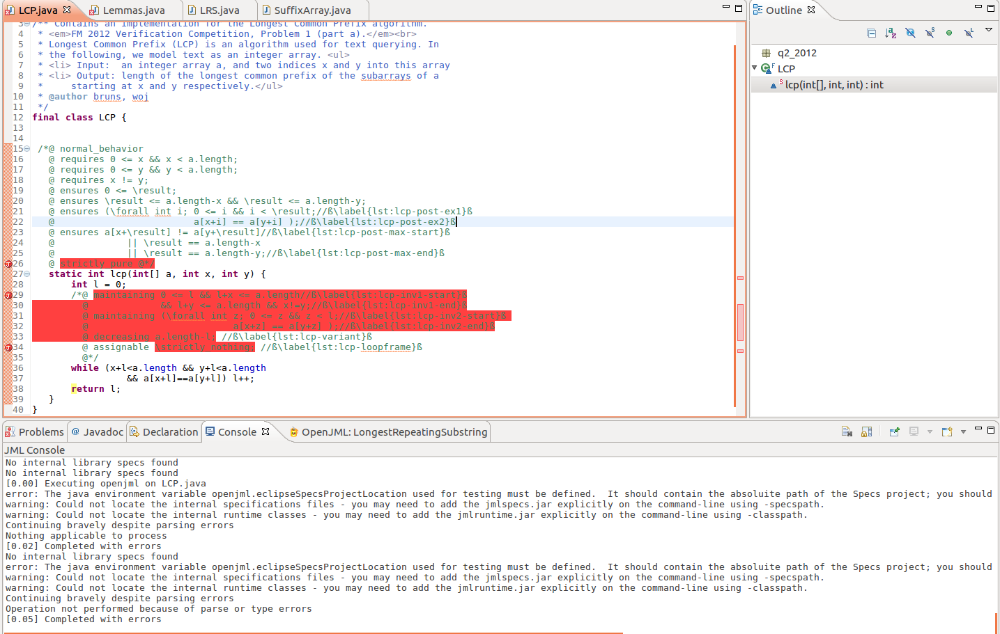 LCP.java
Lemmas.java
LRS.java
SuffixArray.java
3 /** Contains an implementation for the Longest Common Prefix algorithm.
4 * <em>FM 2012 Verification Competition, Problem 1 (part a).</em><br>
5 * Longest Common Prefix (LCP) is an algorithm used for text querying. In
6 * the following, we model text as an integer array. <ul>
7 * <li> Input:  an integer array a, and two indices x and y into this array
8 * <li> Output: length of the longest common prefix of the subarrays of a
9 *     starting at x and y respectively.</ul>
10 * @author bruns, woj
11 */
12 final class LCP {
13
14
15 /*@ normal_behavior
16 @ requires 0 <= x && x < a.length;
17 @ requires 0 <= y && y < a.length;
18 @ requires x != y;
19 @ ensures 0 <= \result;
20 @ ensures \result <= a.length-x && \result <= a.length-y;
21 @ ensures (\forall int i; 0 <= i && i < \result;//ß\label{lst:lcp-post-ex1}ß
22 @ a[x+i] == a[y+i] );//ß\label{lst:lcp-post-ex2}ß
23 @ ensures a[x+\result] != a[y+\result]//ß\label{lst:lcp-post-max-start}ß
24 @ || \result == a.length-x
25 @ || \result == a.length-y;//ß\label{lst:lcp-post-max-end}ß
26 @ strictly_pure @*/
27 static int lcp(int[] a, int x, int y) {
28 int l = 0;
29 /*@ maintaining 0 <= l && l+x <= a.length//ß\label{lst:lcp-inv1-start}ß
30 @ && l+y <= a.length && x!=y;//ß\label{lst:lcp-inv1-end}ß
31 @ maintaining (\forall int z; 0 <= z && z < l;//ß\label{lst:lcp-inv2-start}ß
32 @ a[x+z] == a[y+z] );//ß\label{lst:lcp-inv2-end}ß
33 @ decreasing a.length-l; //ß\label{lst:lcp-variant}ß
34 @ assignable \strictly_nothing; //ß\label{lst:lcp-loopframe}ß
35 @*/
36 while (x+l<a.length && y+l<a.length
37 && a[x+l]==a[y+l]) l++;
38 return l;
39 }
40 }
Outline
q2_2012
LCP
lcp(int[], int, int) : int
Problems
Javadoc
Declaration
Console
OpenJML: LongestRepeatingSubstring
JML Console
No internal library specs found
No internal library specs found
[0.00] Executing openjml on LCP.java
error: The java environment variable openjml.eclipseSpecsProjectLocation used for testing must be defined.  It should contain the absoluite path of the Specs project; you should
warning: Could not locate the internal specifications files - you may need to add the jmlspecs.jar explicitly on the command-line using -specspath.
warning: Could not locate the internal runtime classes - you may need to add the jmlruntime.jar explicitly on the command-line using -classpath.
Continuing bravely despite parsing errors
Nothing applicable to process
[0.02] Completed with errors
No internal library specs found
error: The java environment variable openjml.eclipseSpecsProjectLocation used for testing must be defined.  It should contain the absoluite path of the Specs project; you should
warning: Could not locate the internal specifications files - you may need to add the jmlspecs.jar explicitly on the command-line using -specspath.
warning: Could not locate the internal runtime classes - you may need to add the jmlruntime.jar explicitly on the command-line using -classpath.
Continuing bravely despite parsing errors
Operation not performed because of parse or type errors
[0.05] Completed with errors